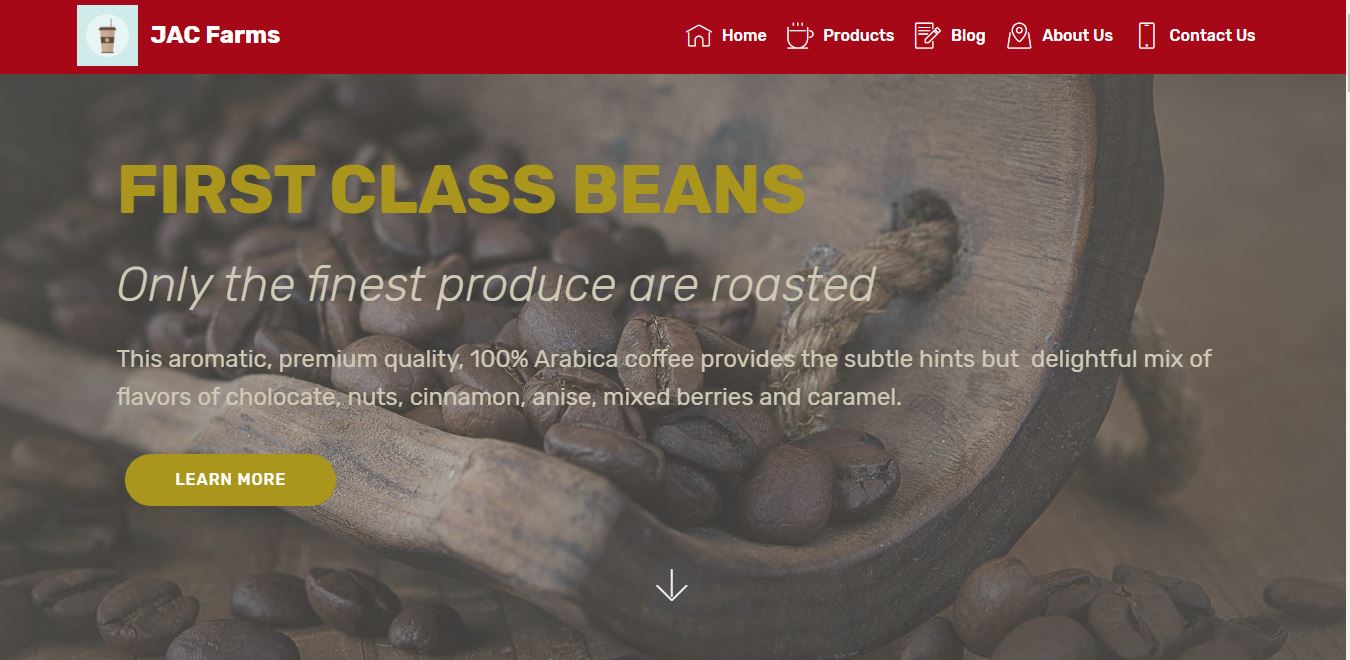 JAC Farms
Home Products Blog About Us Contact Us
FIRST CLASS BEANS
Only the finest produce are roasted
This aromatic, premium quality, 100% Arabica coffee provides the subtle hints but  delightful mix of
flavors of cholocate, nuts, cinnamon, anise, mixed berries and caramel.
LEARN MORE